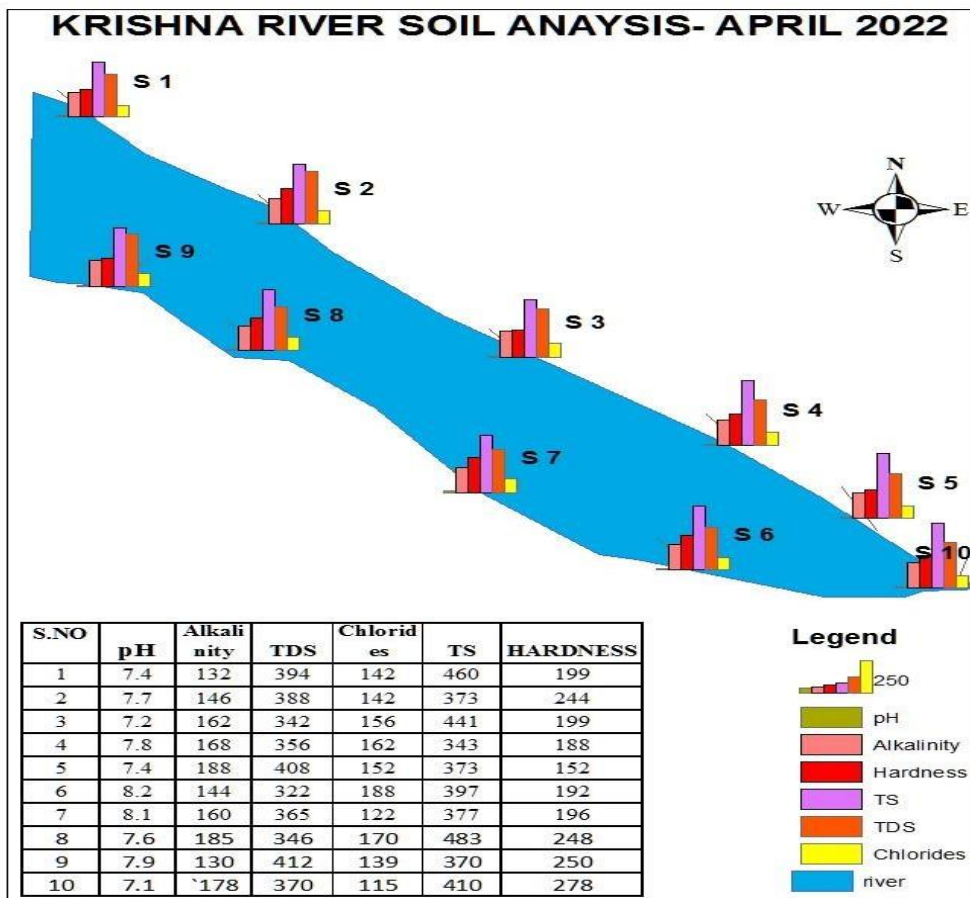 KRISHNA RIVER SOIL ANAYSIS- APRIL 2022
S 1
S 2
N
W
E
S
S 9
S 8
S 3
S 4
S 7
S 5
S 6
S 10
S.NO pH Alkali nity TDS Chlorid es TS HARDNESS
1 7.4 132 394 142 460 199
2 7.7 146 388 142 373 244
3 7.2 162 342 156 441 199
4 7.8 168 356 162 343 188
5 7.4 188 408 152 373 152
6 8.2 144 322 188 397 192
7 8.1 160 365 122 377 196
8 7.6 185 346 170 483 248
9 7.9 130 412 139 370 250
10 7.1 `178 370 115 410 278
Legend
250
pH
Alkalinity
Hardness
TS
TDS
Chlorides
river